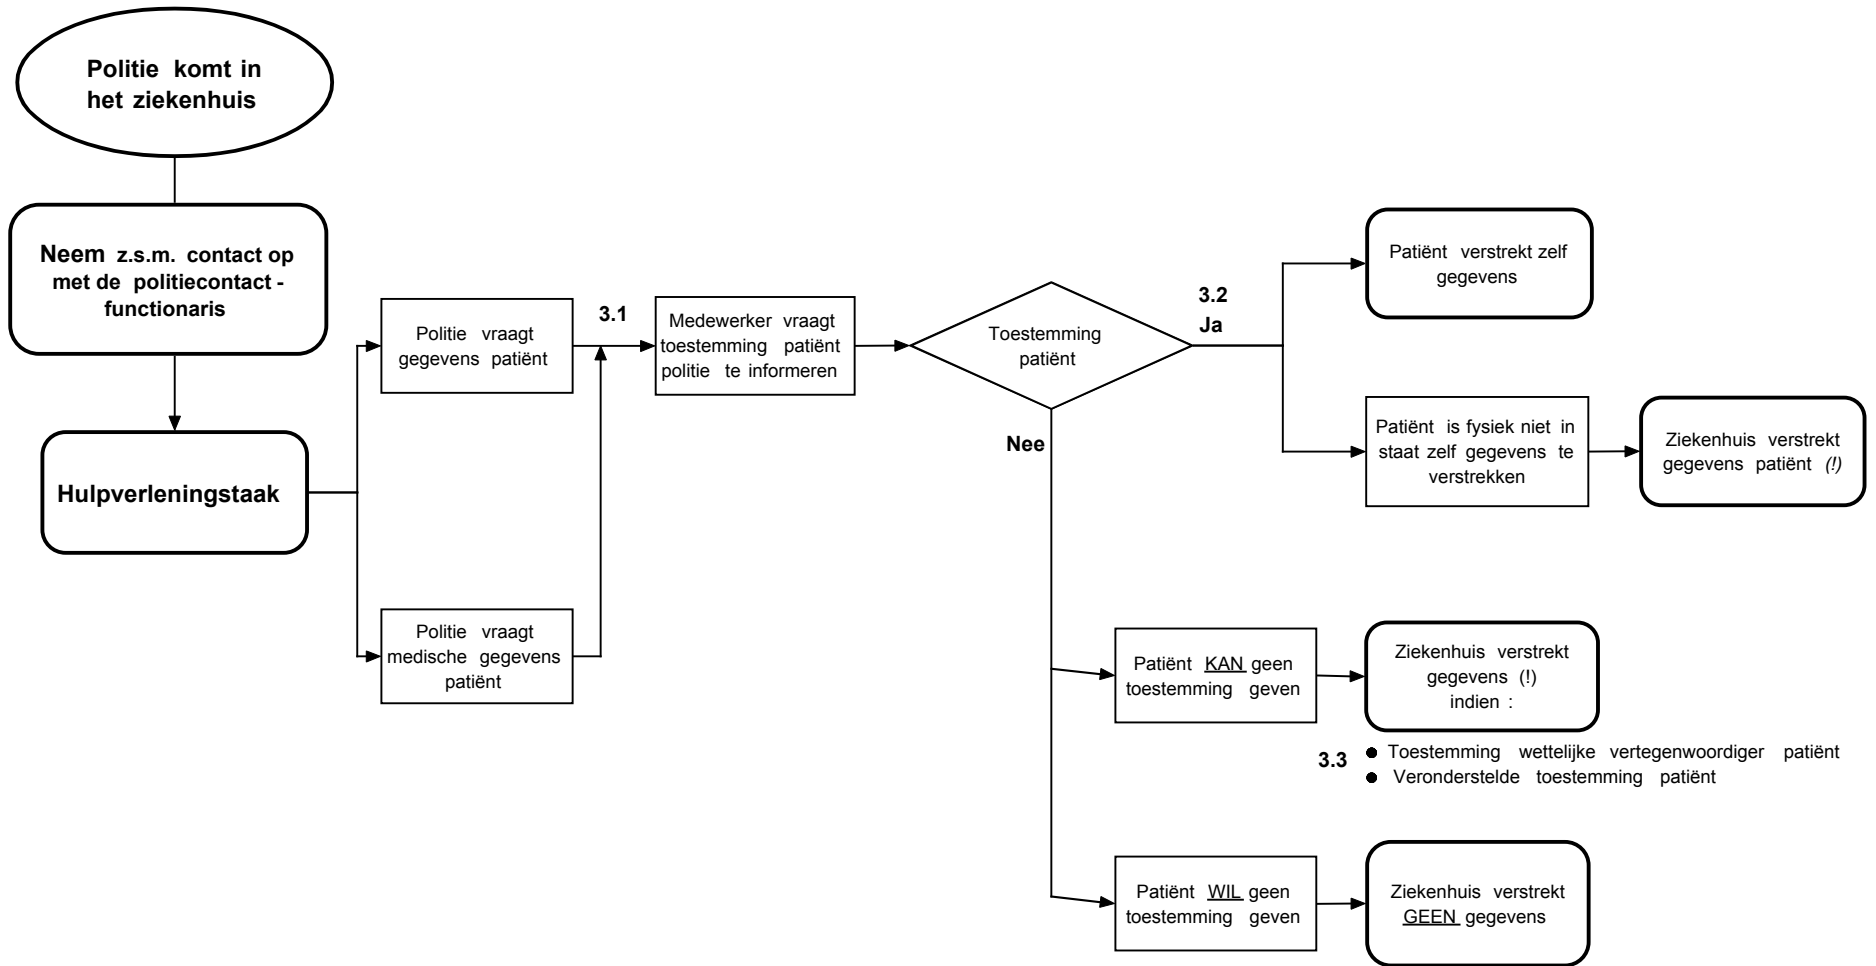 Politie komt in
het ziekenhuis
Neem z.s.m. contact op
met de politiecontact -
functionaris
Hulpverleningstaak
Politie vraagt
gegevens patiënt
Politie vraagt
medische gegevens
patiënt
3.1
Medewerker vraagt
toestemming patiënt
politie te informeren
Toestemming
patiënt
3.2
Ja
Patiënt verstrekt zelf
gegevens
Patiënt is fysiek niet in
staat zelf gegevens te
verstrekken
Ziekenhuis verstrekt
gegevens patiënt (!)
Nee
Patiënt KAN geen
toestemming geven
Ziekenhuis verstrekt
gegevens (!)
indien :
3.3
● Toestemming wettelijke vertegenwoordiger patiënt
● Veronderstelde toestemming patiënt
Patiënt WIL geen
toestemming geven
Ziekenhuis verstrekt
GEEN gegevens